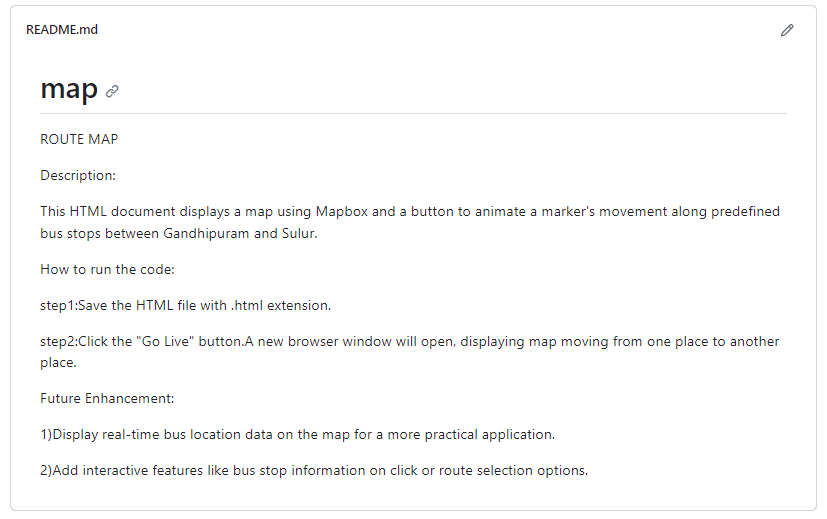 README.md
map
ROUTE MAP
Description:
This HTML document displays a map using Mapbox and a button to animate a marker's movement along predefined
bus stops between Gandhipuram and Sulur.
How to run the code:
step1:Save the HTML file with .html extension.
step2:Click the "Go Live" button.A new browser window will open, displaying map moving from one place to another
place.
Future Enhancement:
1)Display real-time bus location data on the map for a more practical application.
2)Add interactive features like bus stop information on click or route selection options.